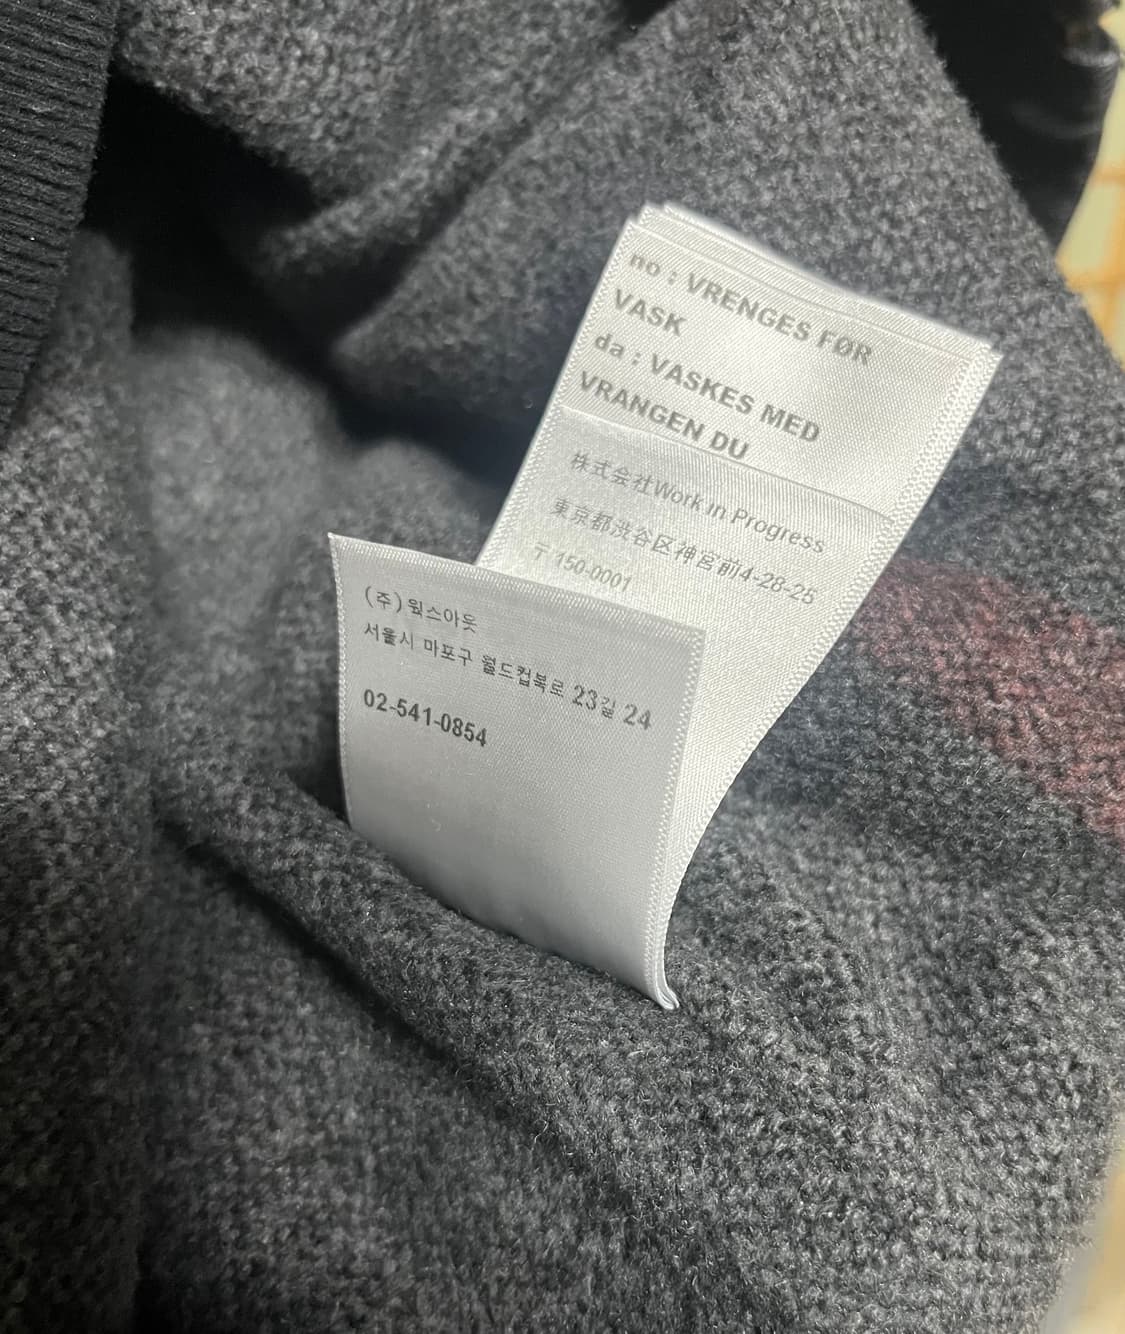 no : VRENGES FØR
VASK
da : VASKES MED
VRANGEN DU
株式会社Work in Progress
東京都渋谷区神宮前4-28-25
〒150-0001
(주)웍스아웃
서울시 마포구 월드컵북로 23길 24
02-541-0854